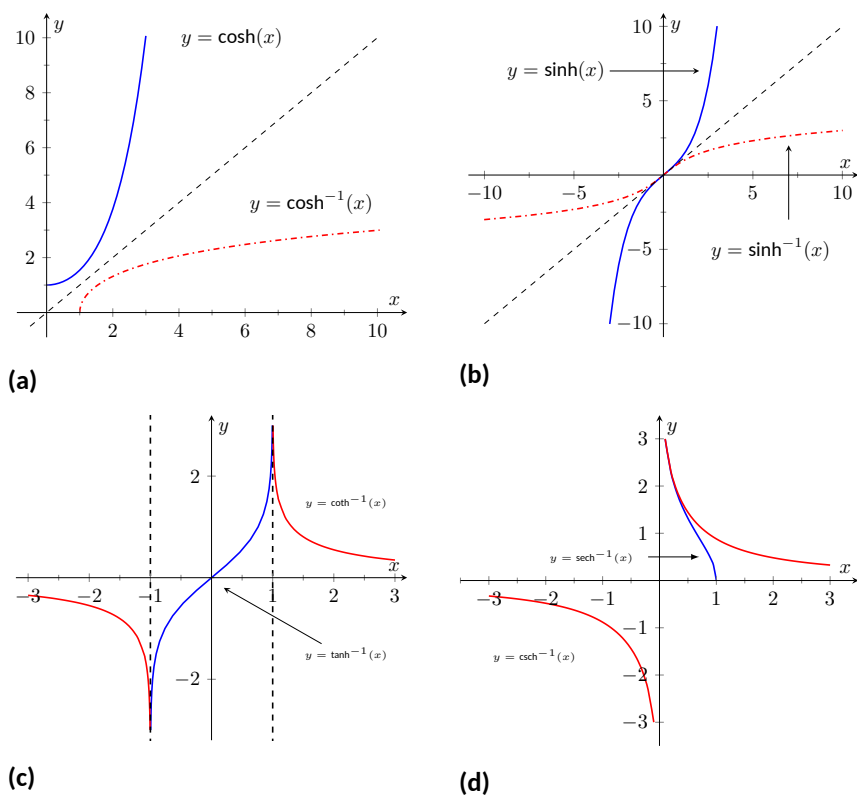 y
y = cosh(x)
10
8
6
4
2
y = cosh⁻¹(x)
x
2 4 6 8 10
(a)
10 y
y = sinh(x)
5
x
−10 −5 5 10
−5
y = sinh⁻¹(x)
−10
(b)
y
2
y = coth⁻¹(x)
x
−3 −2 −1 1 2 3
y = tanh⁻¹(x)
−2
(c)
y
3
2
1
y = sech⁻¹(x)
x
−3 −2 −1 1 2 3
−1
y = csch⁻¹(x)
−2
−3
(d)